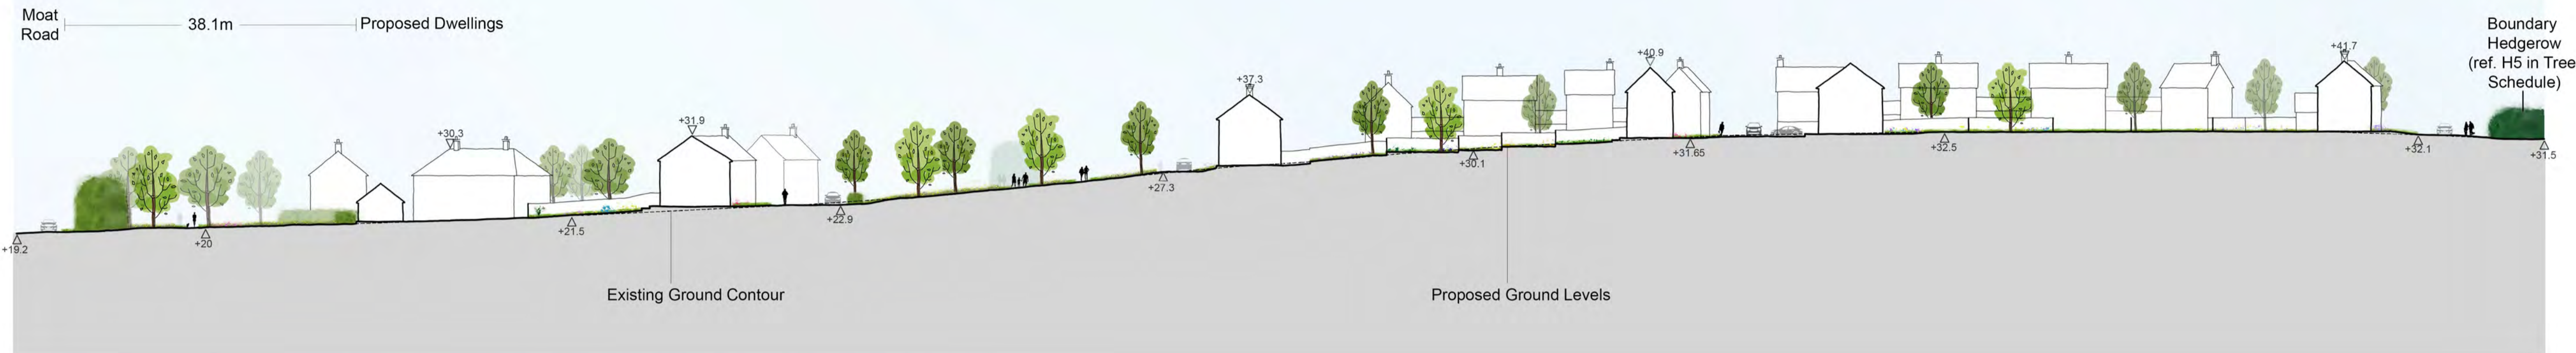 Moat
Road
38.1m
Proposed Dwellings
Boundary
Hedgerow
(ref. H5 in Tree
Schedule)
+30.3
+31.9
+37.3
+40.9
+41.7
+19.2
+20
+21.5
+22.9
+27.3
+30.1
+31.65
+32.5
+32.1
+31.5
Existing Ground Contour
Proposed Ground Levels